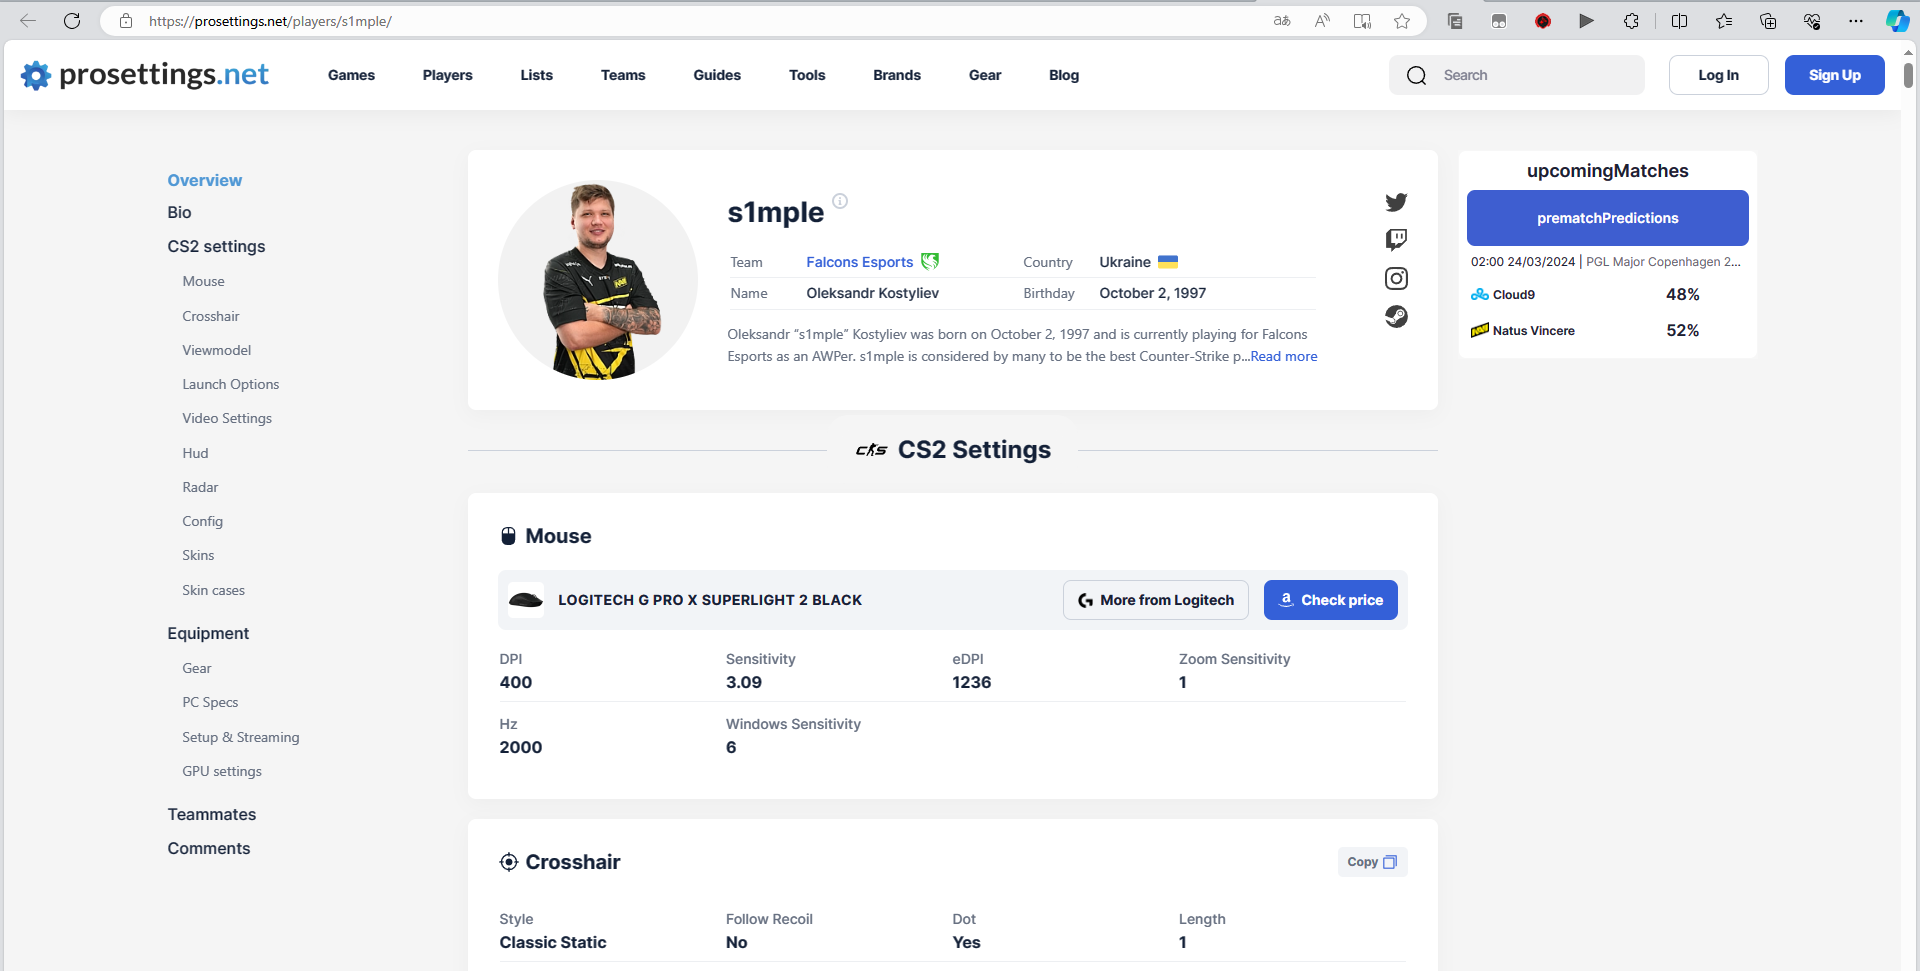 https://prosettings.net/players/s1mple/
prosettings.net
Games Players Lists Teams Guides Tools Brands Gear Blog
Search
Log In
Sign Up
Overview
Bio
CS2 settings
Mouse
Crosshair
Viewmodel
Launch Options
Video Settings
Hud
Radar
Config
Skins
Skin cases
Equipment
Gear
PC Specs
Setup & Streaming
GPU settings
Teammates
Comments
s1mple
Team Falcons Esports Country Ukraine
Name Oleksandr Kostyliev Birthday October 2, 1997
Oleksandr “s1mple” Kostyliev was born on October 2, 1997 and is currently playing for Falcons
Esports as an AWPer. s1mple is considered by many to be the best Counter-Strike p...Read more
upcomingMatches
prematchPredictions
02:00 24/03/2024 | PGL Major Copenhagen 2...
Cloud9 48%
Natus Vincere 52%
CS2 Settings
Mouse
LOGITECH G PRO X SUPERLIGHT 2 BLACK
More from Logitech
Check price
DPI Sensitivity eDPI Zoom Sensitivity
400 3.09 1236 1
Hz Windows Sensitivity
2000 6
Crosshair
Copy
Style Follow Recoil Dot Length
Classic Static No Yes 1